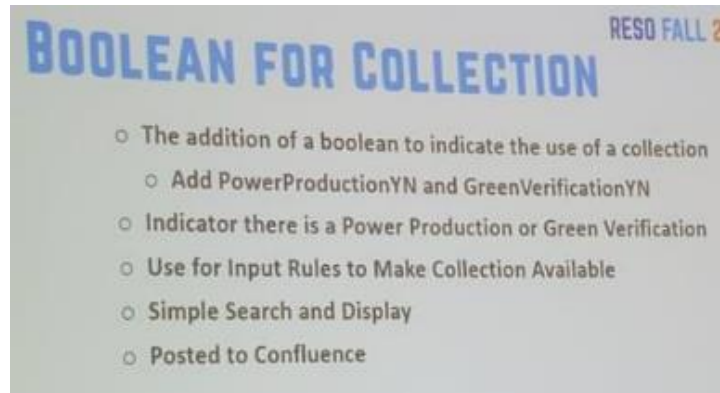 RESO FALL 2
BOOLEAN FOR COLLECTION
The addition of a boolean to indicate the use of a collection
Add PowerProductionYN and GreenVerificationYN
Indicator there is a Power Production or Green Verification
Use for Input Rules to Make Collection Available
Simple Search and Display
Posted to Confluence